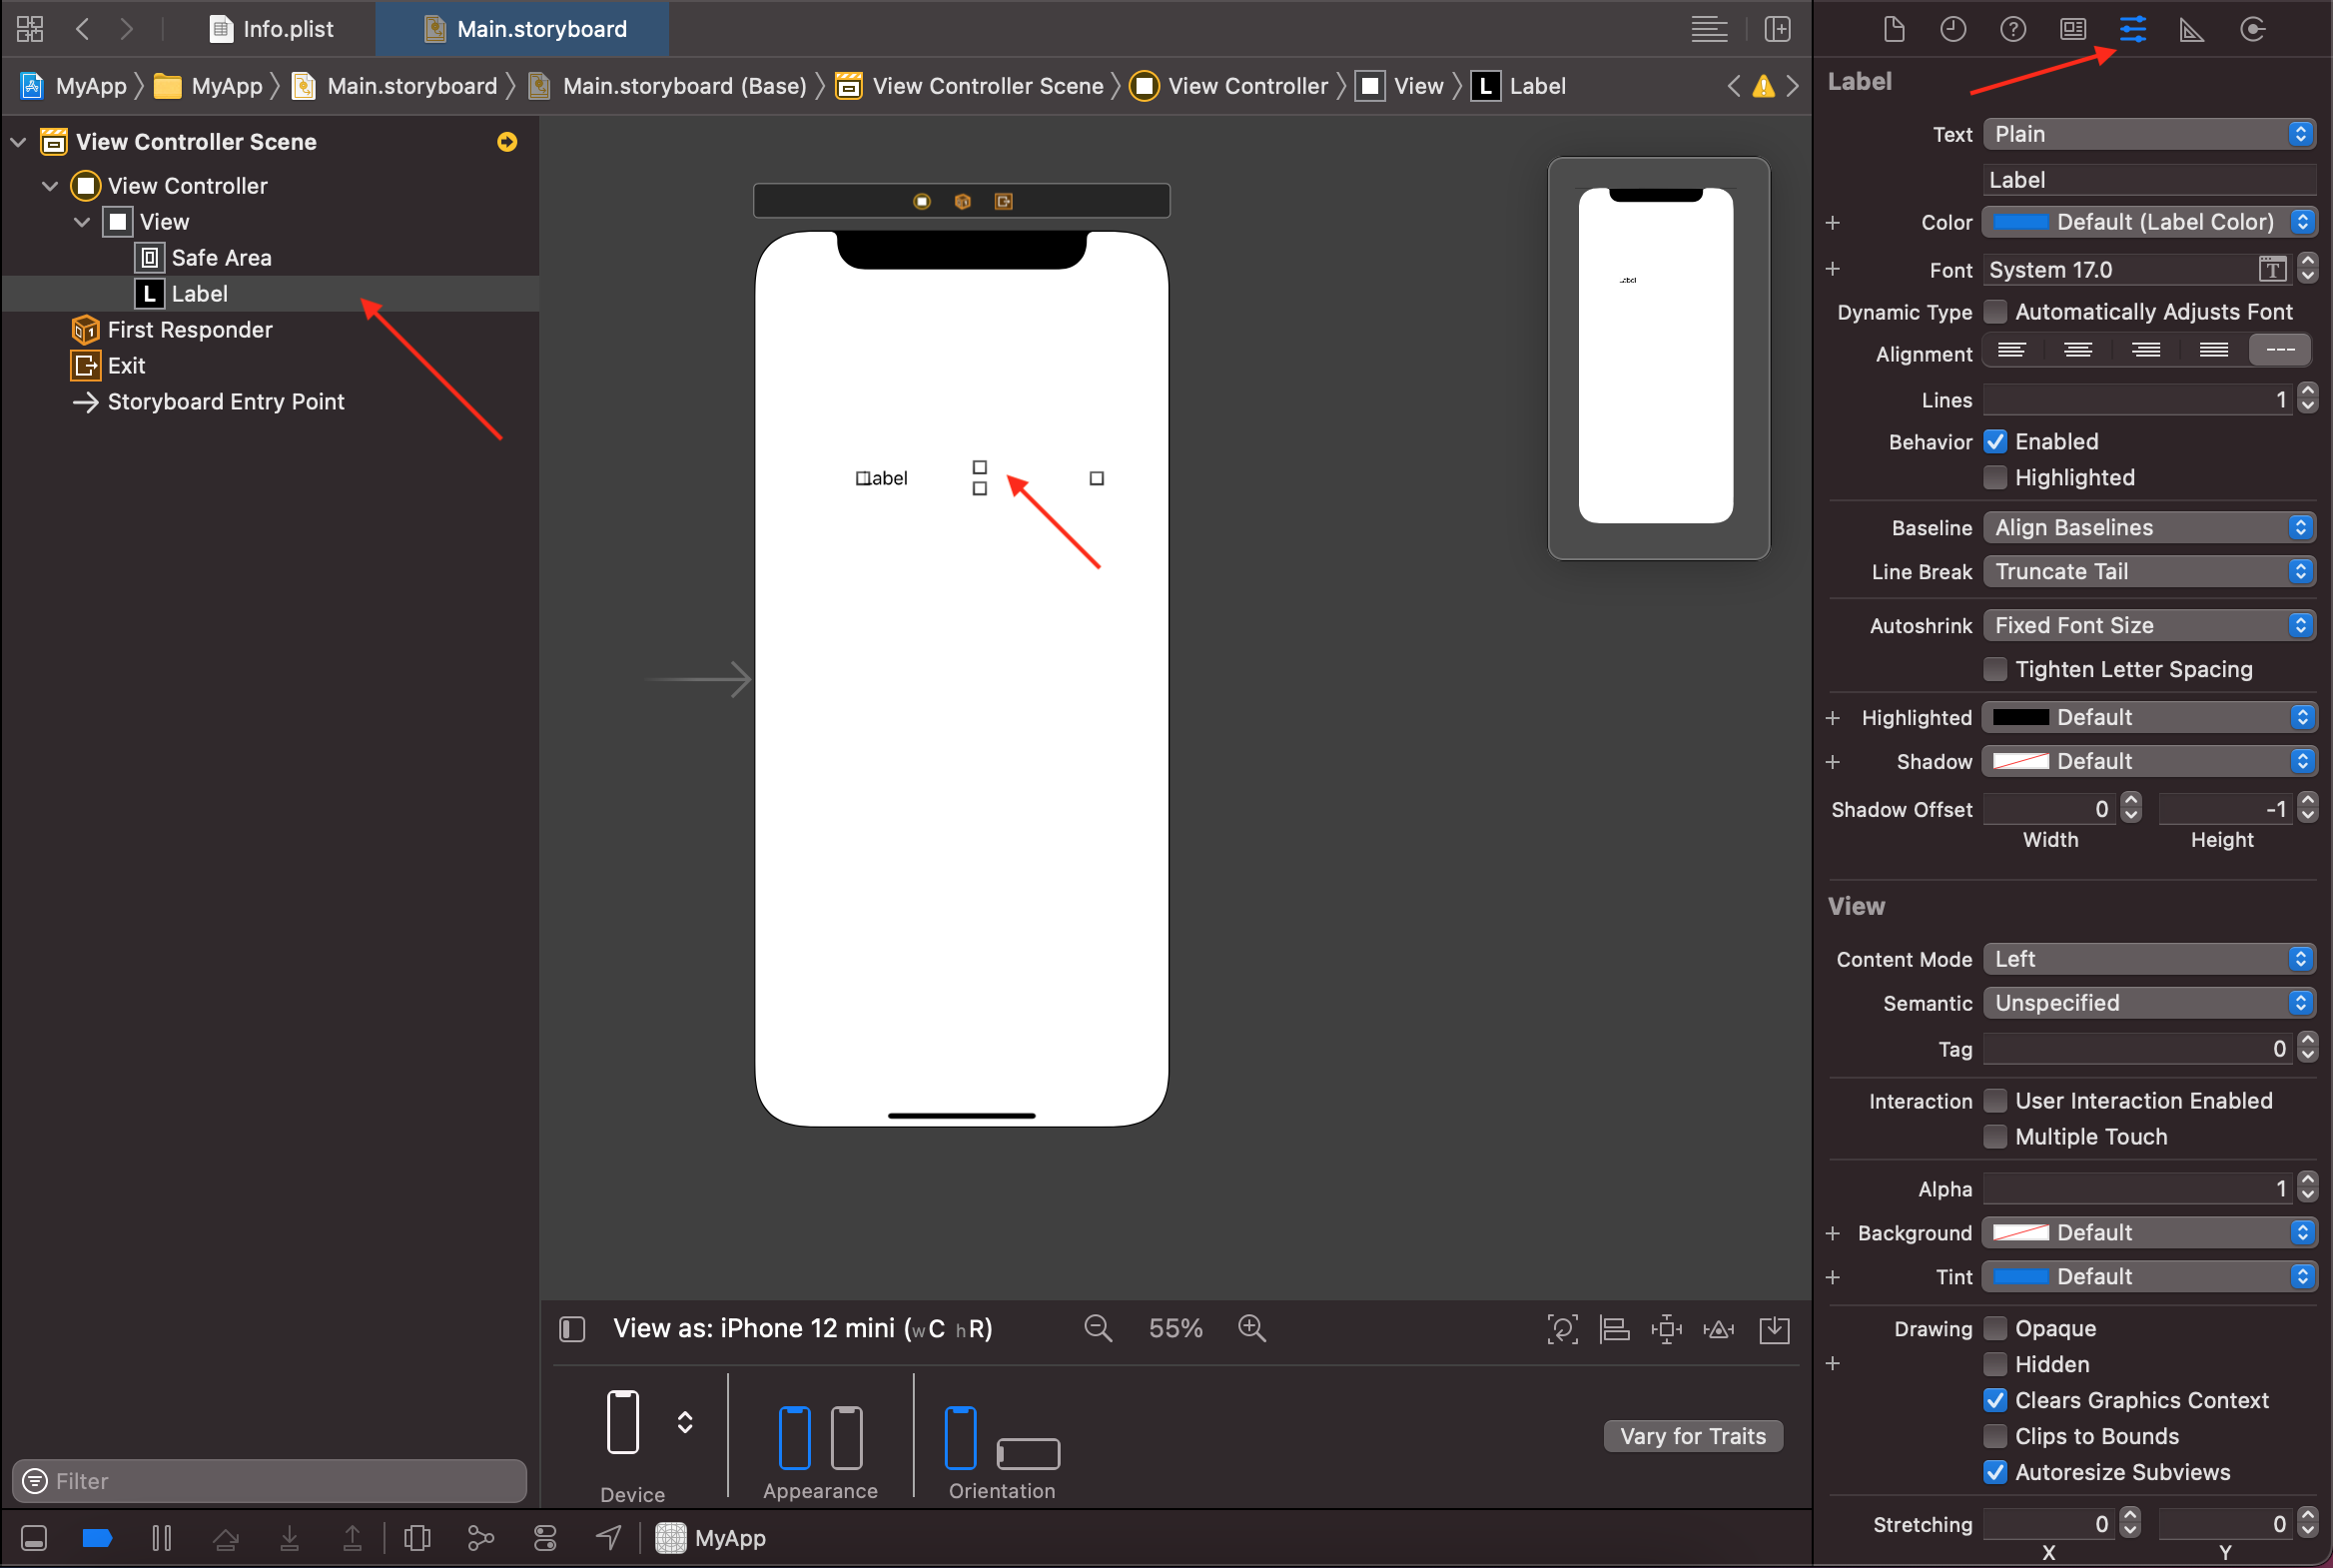 Info.plist
Main.storyboard
MyApp
MyApp
Main.storyboard
Main.storyboard (Base)
View Controller Scene
View Controller
View
L Label
View Controller Scene
View Controller
View
Safe Area
L Label
1 First Responder
Exit
Storyboard Entry Point
Filter
Label
Label
View as: iPhone 12 mini (wC hR)
55%
Device
Appearance
Orientation
Vary for Traits
MyApp
Label
Text Plain
Label
Color Default (Label Color)
Font System 17.0 T
Dynamic Type Automatically Adjusts Font
Alignment ---
Lines 1
Behavior Enabled
Highlighted
Baseline Align Baselines
Line Break Truncate Tail
Autoshrink Fixed Font Size
Tighten Letter Spacing
Highlighted Default
Shadow Default
Shadow Offset 0 -1
Width Height
View
Content Mode Left
Semantic Unspecified
Tag 0
Interaction User Interaction Enabled
Multiple Touch
Alpha 1
Background Default
Tint Default
Drawing Opaque
Hidden
Clears Graphics Context
Clips to Bounds
Autoresize Subviews
Stretching 0 0
X Y